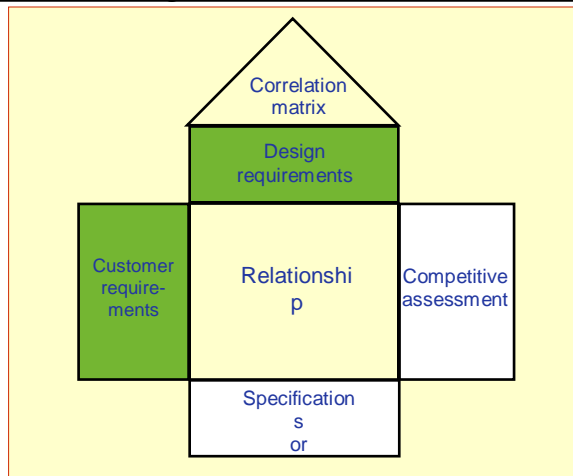 Correlation
matrix
Design
requirements
Customer
require-
ments
Relationshi
p
Competitive
assessment
Specification
s
or